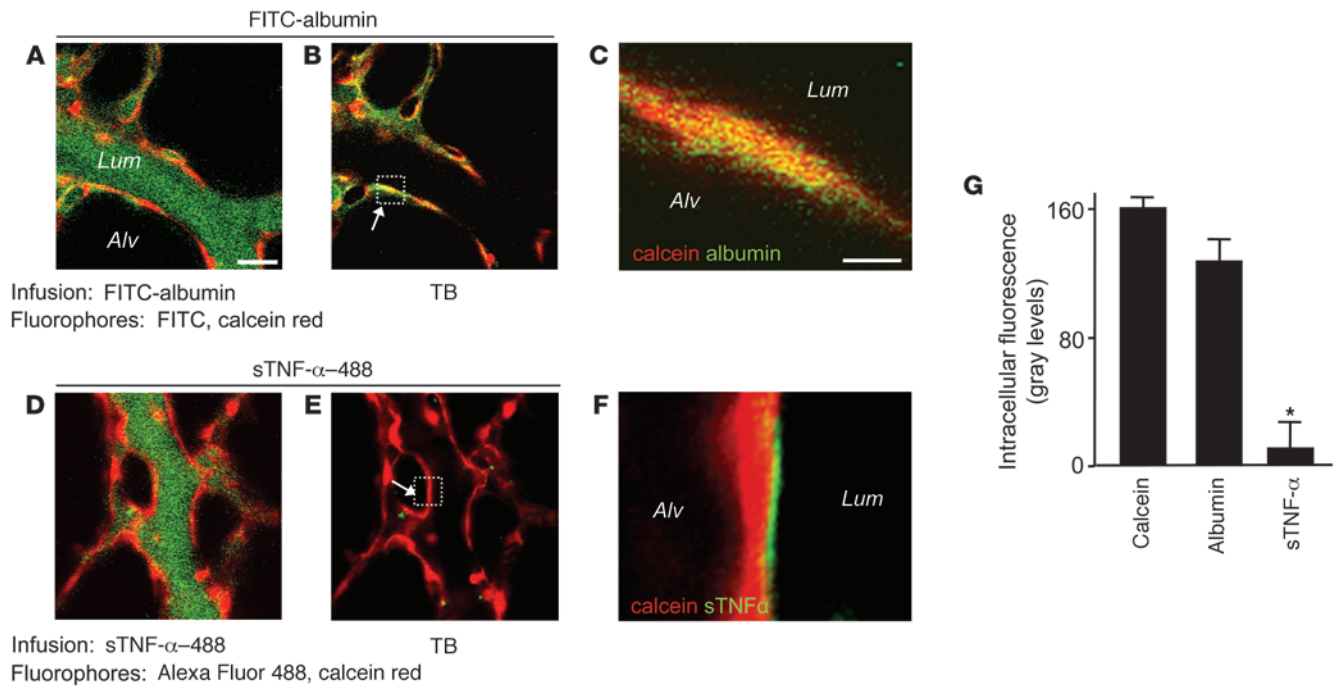 FITC-albumin
A
B
C
Lum
Alv
Lum
Alv
calcein albumin
Infusion: FITC-albumin
TB
Fluorophores: FITC, calcein red
sTNF-α–488
D
E
F
Alv
Lum
calcein sTNFα
Infusion: sTNF-α–488
TB
Fluorophores: Alexa Fluor 488, calcein red
G
Intracellular fluorescence
(gray levels)
160
80
0
*
Calcein
Albumin
sTNF-α